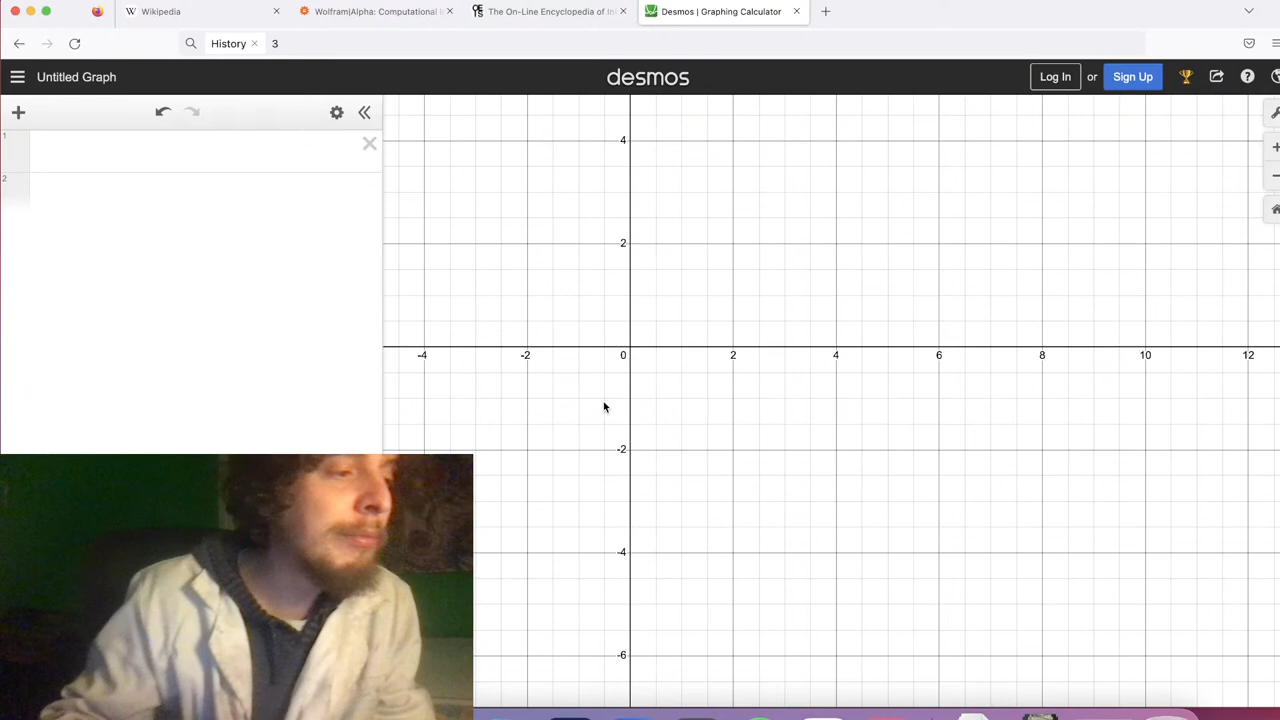 Wikipedia
Wolfram|Alpha: Computational I
The On-Line Encyclopedia of In
Desmos | Graphing Calculator
History
3
Untitled Graph
desmos
Log In
or
Sign Up
1
2
4
2
-4
-2
0
2
4
6
8
10
12
-2
-4
-6